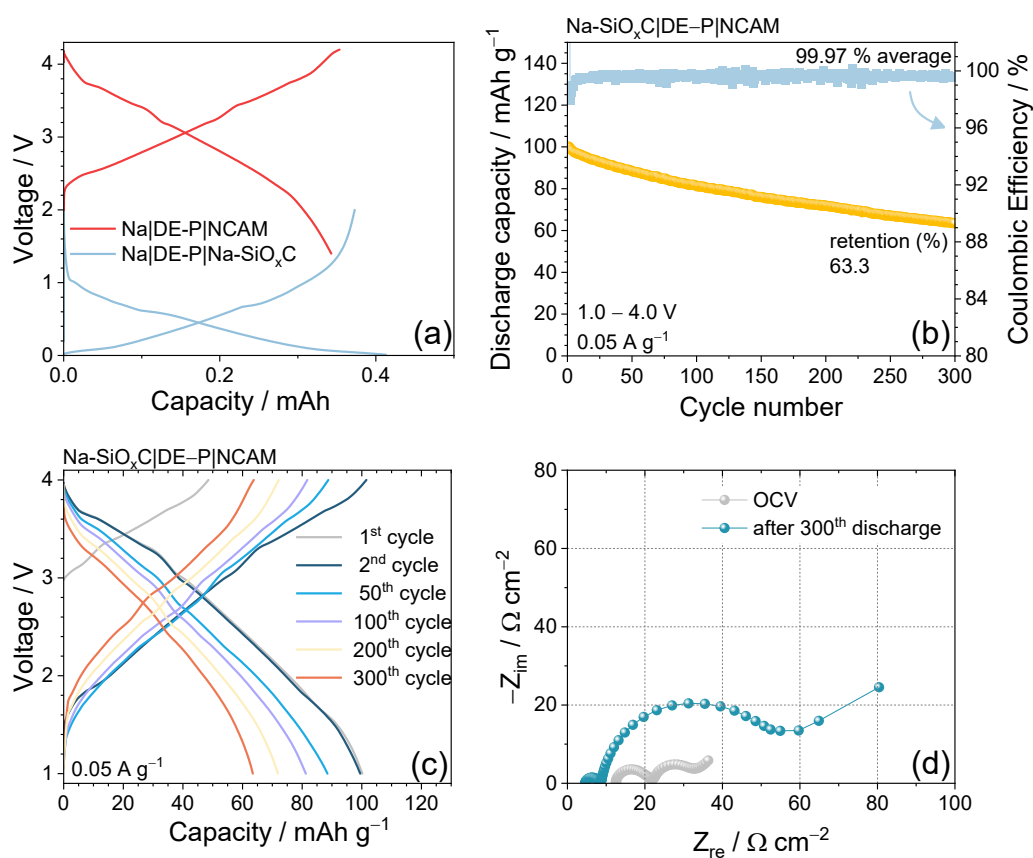 4
3
2
1
0
0.0
0.2
0.4
Voltage / V
Capacity / mAh
Na|DE-P|NCAM
Na|DE-P|Na-SiOₓC
(a)
Na-SiOₓC|DE–P|NCAM
99.97 % average
140
120
100
80
60
40
20
0
Discharge capacity / mAh g⁻¹
100
96
92
88
84
80
Coulombic Efficiency / %
retention (%)
63.3
1.0 – 4.0 V
0.05 A g⁻¹
(b)
0
50
100
150
200
250
300
Cycle number
Na-SiOₓC|DE–P|NCAM
4
3
2
1
Voltage / V
1ˢᵗ cycle
2ⁿᵈ cycle
50ᵗʰ cycle
100ᵗʰ cycle
200ᵗʰ cycle
300ᵗʰ cycle
0.05 A g⁻¹
(c)
0
20
40
60
80
100
120
Capacity / mAh g⁻¹
80
60
40
20
0
–Z_im / Ω cm⁻²
OCV
after 300ᵗʰ discharge
(d)
0
20
40
60
80
100
Z_re / Ω cm⁻²